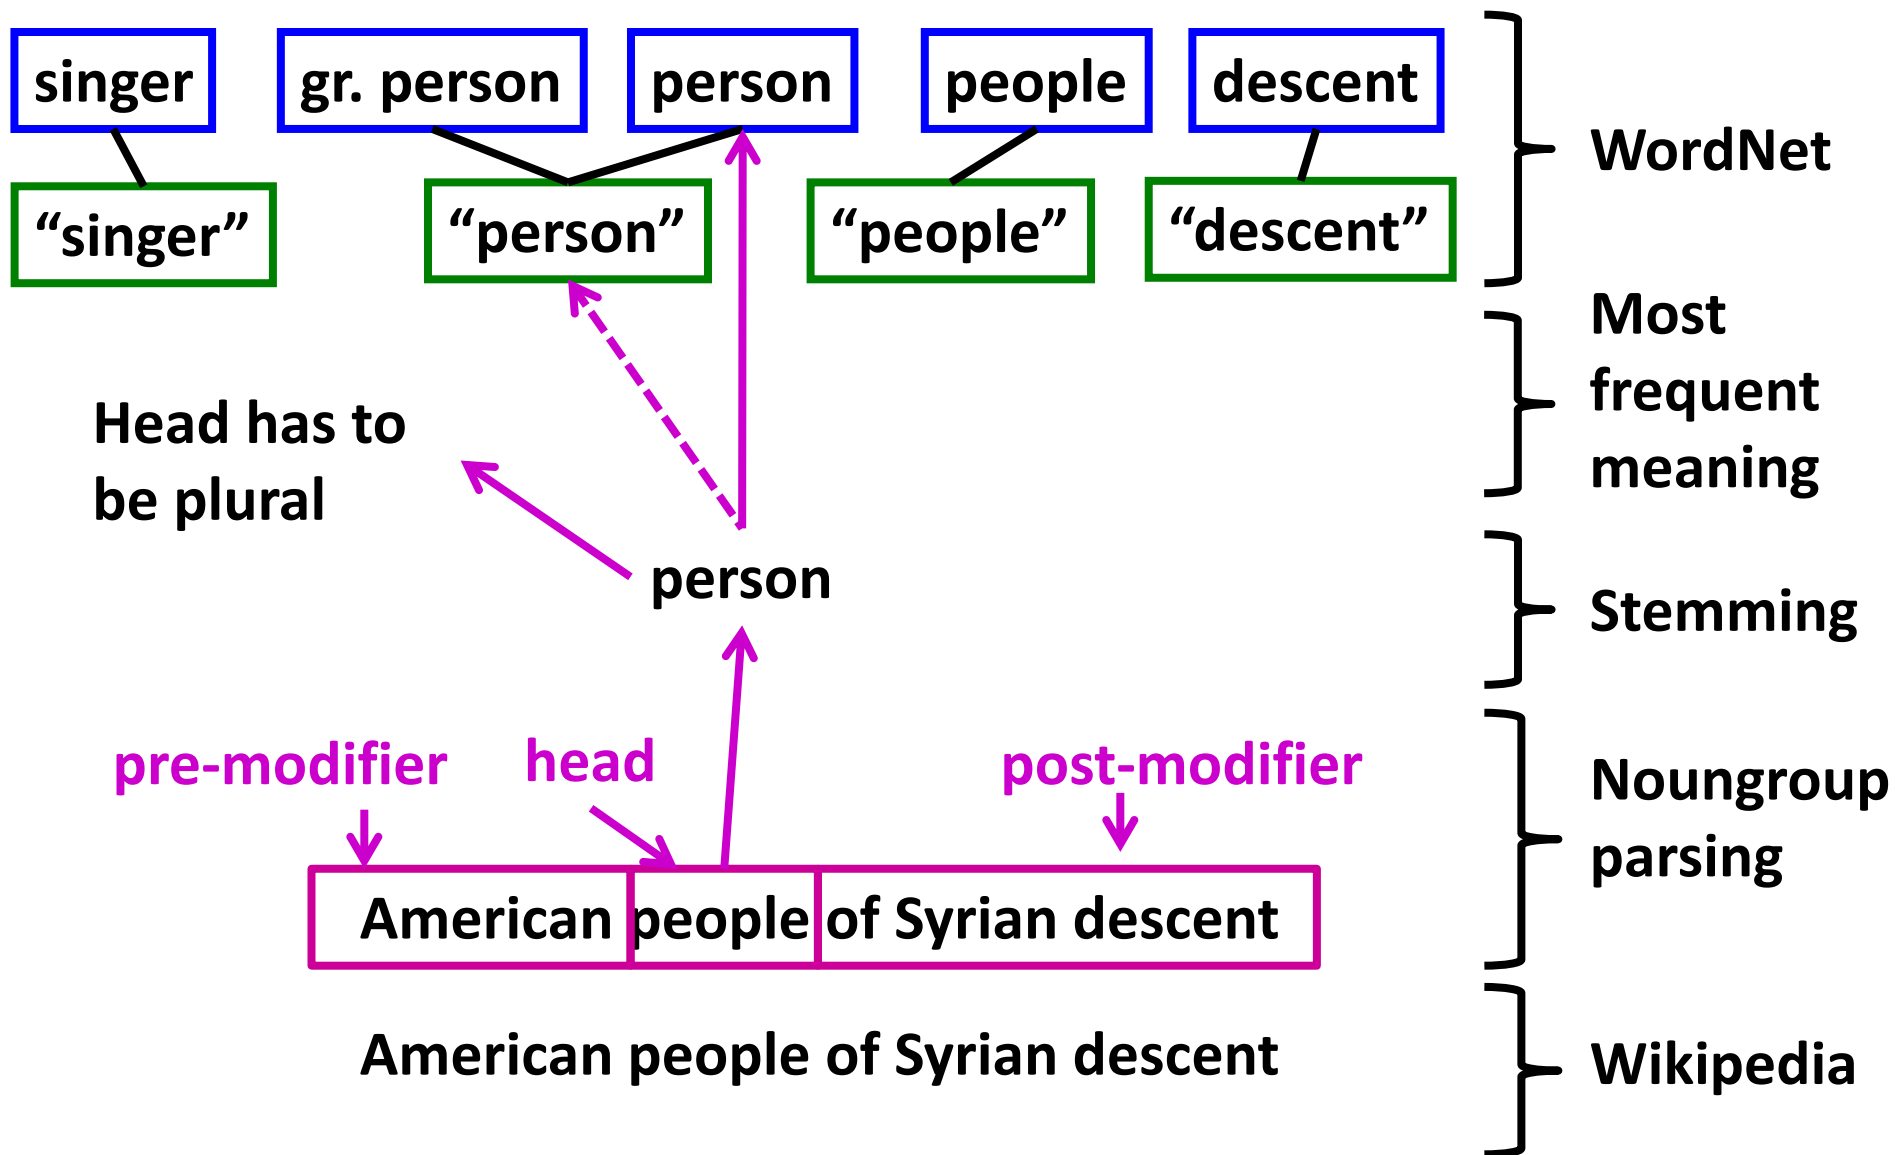 singer
gr. person
person
people
descent
WordNet
“singer”
“person”
“people”
“descent”
Most
frequent
meaning
Head has to
be plural
person
Stemming
pre-modifier
head
post-modifier
Noungroup
parsing
American people of Syrian descent
American people of Syrian descent
Wikipedia